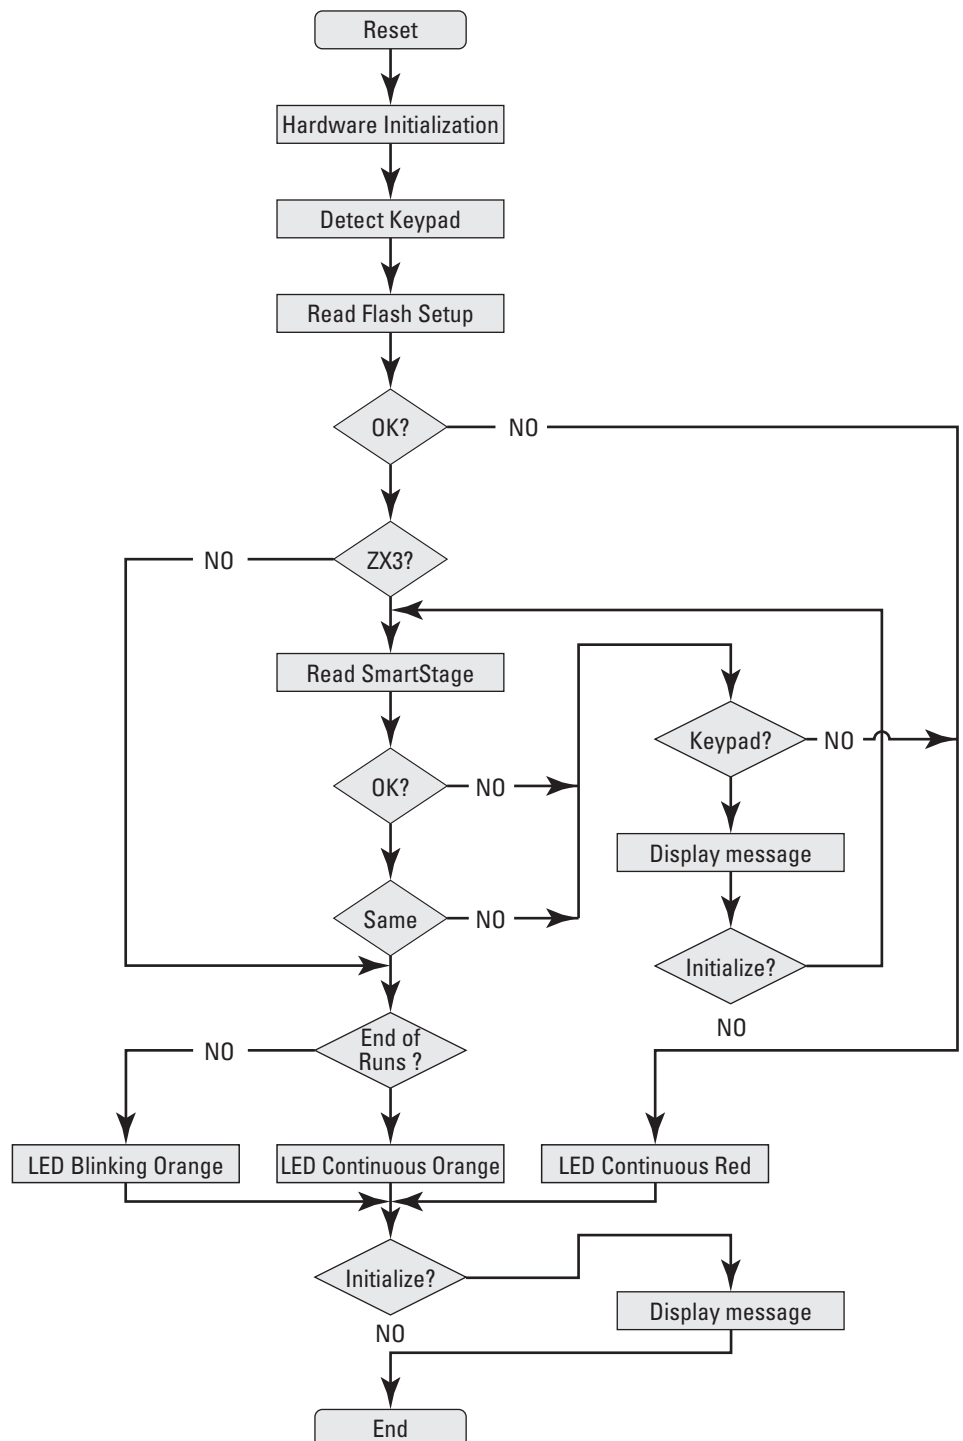 Reset
Hardware Initialization
Detect Keypad
Read Flash Setup
OK?
NO
ZX3?
NO
Read SmartStage
Keypad?
NO
OK?
NO
Display message
Same
NO
Initialize?
NO
End of
Runs ?
NO
LED Blinking Orange
LED Continuous Orange
LED Continuous Red
Initialize?
NO
Display message
End